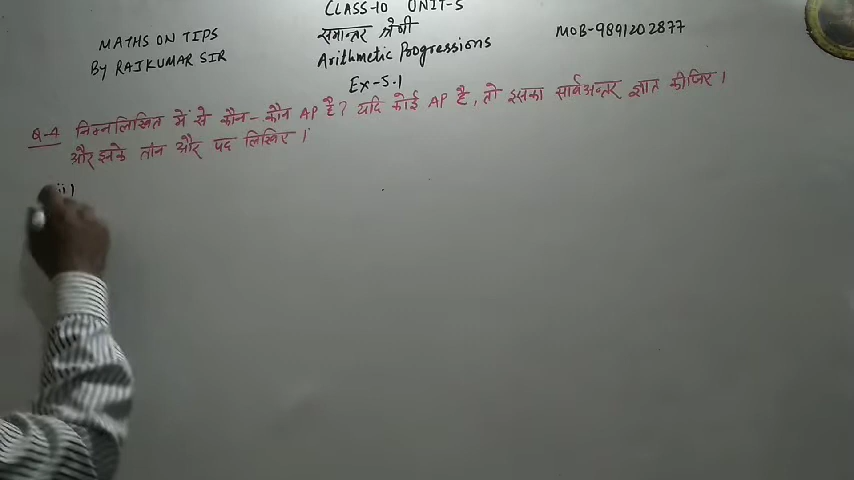 CLASS-10 UNIT-5
समान्तर श्रेणी
Arithmetic Progressions
MATHS ON TIPS
BY RAJKUMAR SIR
MOB-9891202877
Ex-5.1
Q-4 निम्नलिखित में से कौन-कौन AP है? यदि कोई AP है, तो इसका सार्वअन्तर ज्ञात कीजिए।
और इनके तीन और पद लिखिए।